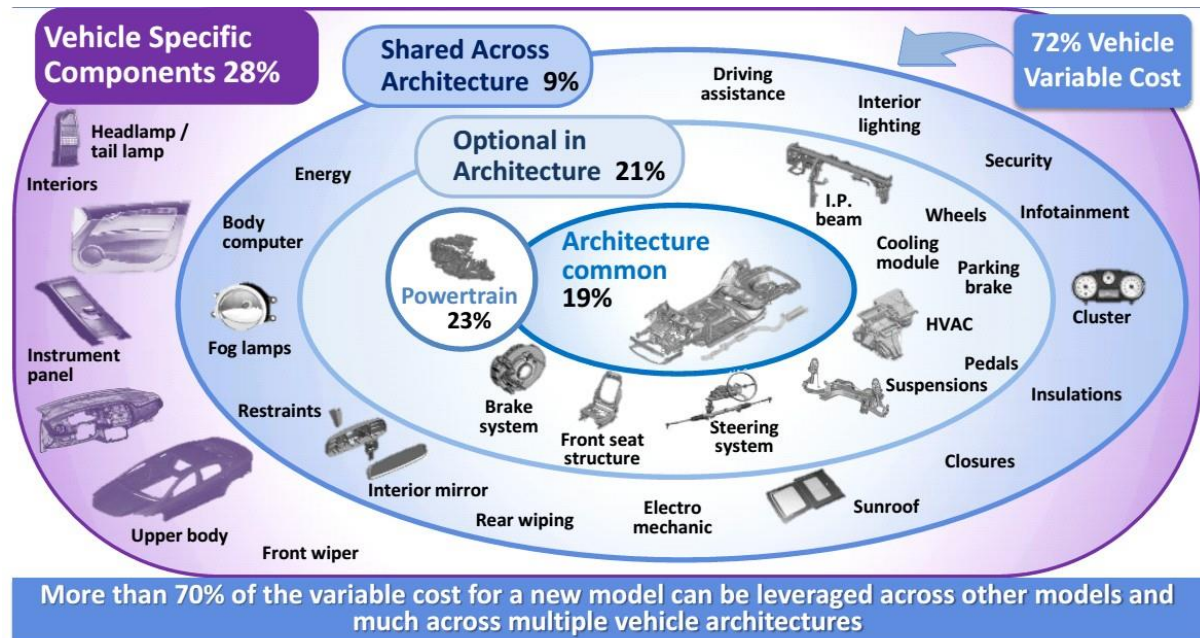 Vehicle Specific
Components 28%
Shared Across
Architecture 9%
72% Vehicle
Variable Cost
Optional in
Architecture 21%
Driving
assistance
Interior
lighting
Security
Infotainment
Cluster
Insulations
Closures
Sunroof
Electro
mechanic
Rear wiping
Interior mirror
Restraints
Fog lamps
Body
computer
Energy
Headlamp /
tail lamp
Interiors
Instrument
panel
Upper body
Front wiper
Powertrain
23%
Architecture
common
19%
I.P.
beam
Wheels
Cooling
module
Parking
brake
HVAC
Pedals
Suspensions
Steering
system
Front seat
structure
Brake
system
More than 70% of the variable cost for a new model can be leveraged across other models and
much across multiple vehicle architectures